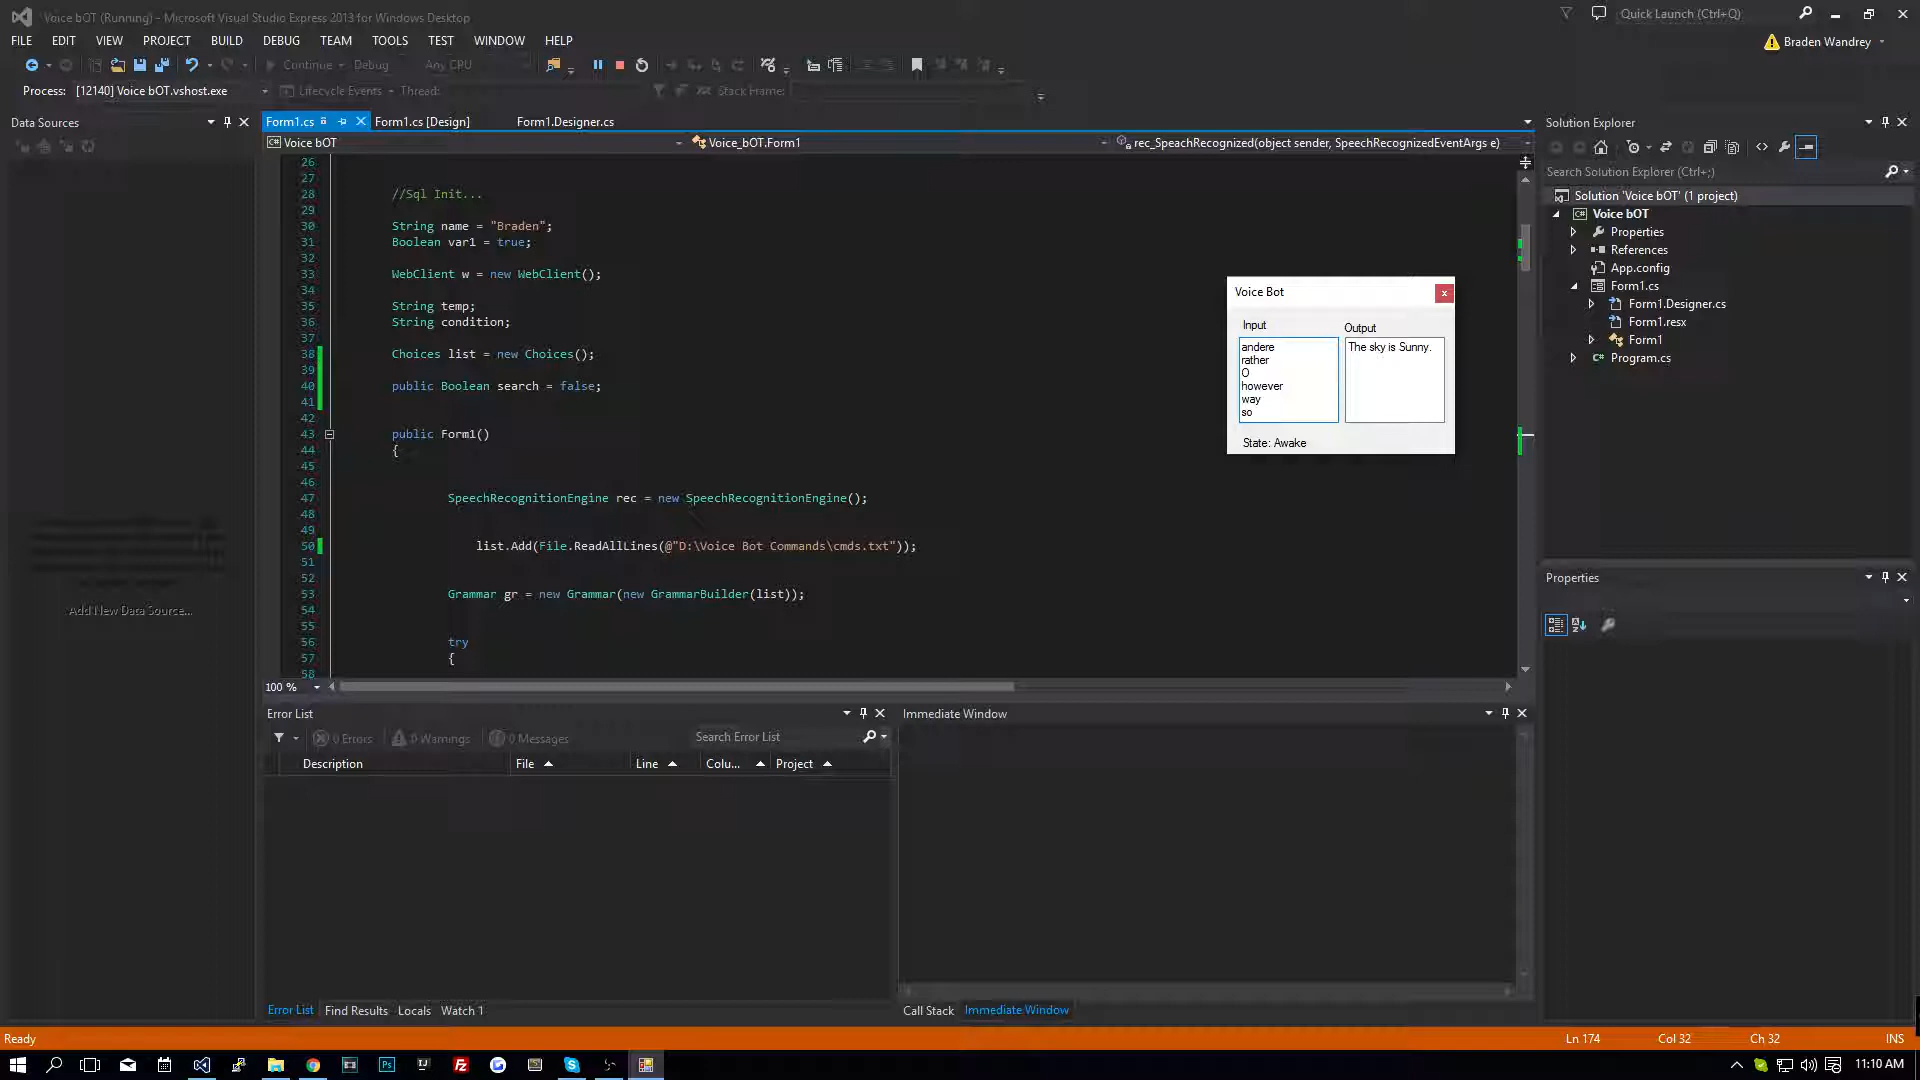 Voice bOT (Running) - Microsoft Visual Studio Express 2013 for Windows Desktop
Quick Launch (Ctrl+Q)
FILE EDIT VIEW PROJECT BUILD DEBUG TEAM TOOLS TEST WINDOW HELP
Braden Wandrey
Continue Debug Any CPU
Process: [12140] Voice bOT.vshost.exe Lifecycle Events Thread: Stack Frame:
Data Sources
Form1.cs Form1.cs [Design] Form1.Designer.cs
Voice bOT Voice_bOT.Form1 rec_SpeachRecognized(object sender, SpeechRecognizedEventArgs e)
26
27
28 //Sql Init...
29
30 String name = "Braden";
31 Boolean var1 = true;
32
33 WebClient w = new WebClient();
34
35 String temp;
36 String condition;
37
38 Choices list = new Choices();
39
40 public Boolean search = false;
41
42
43 public Form1()
44 {
45
46
47 SpeechRecognitionEngine rec = new SpeechRecognitionEngine();
48
49
50 list.Add(File.ReadAllLines(@"D:\Voice Bot Commands\cmds.txt"));
51
52
53 Grammar gr = new Grammar(new GrammarBuilder(list));
54
55
56 try
57 {
58
100 %
Add New Data Source...
Voice Bot
x
Input
Output
andere
rather
O
however
way
so
The sky is Sunny.
State: Awake
Solution Explorer
Search Solution Explorer (Ctrl+;)
Solution 'Voice bOT' (1 project)
Voice bOT
Properties
References
App.config
Form1.cs
Form1.Designer.cs
Form1.resx
Form1
Program.cs
Properties
Error List
0 Errors 0 Warnings 0 Messages Search Error List
Description File Line Colu... Project
Error List Find Results Locals Watch 1
Immediate Window
Call Stack Immediate Window
Ready
Ln 174 Col 32 Ch 32 INS
11:10 AM